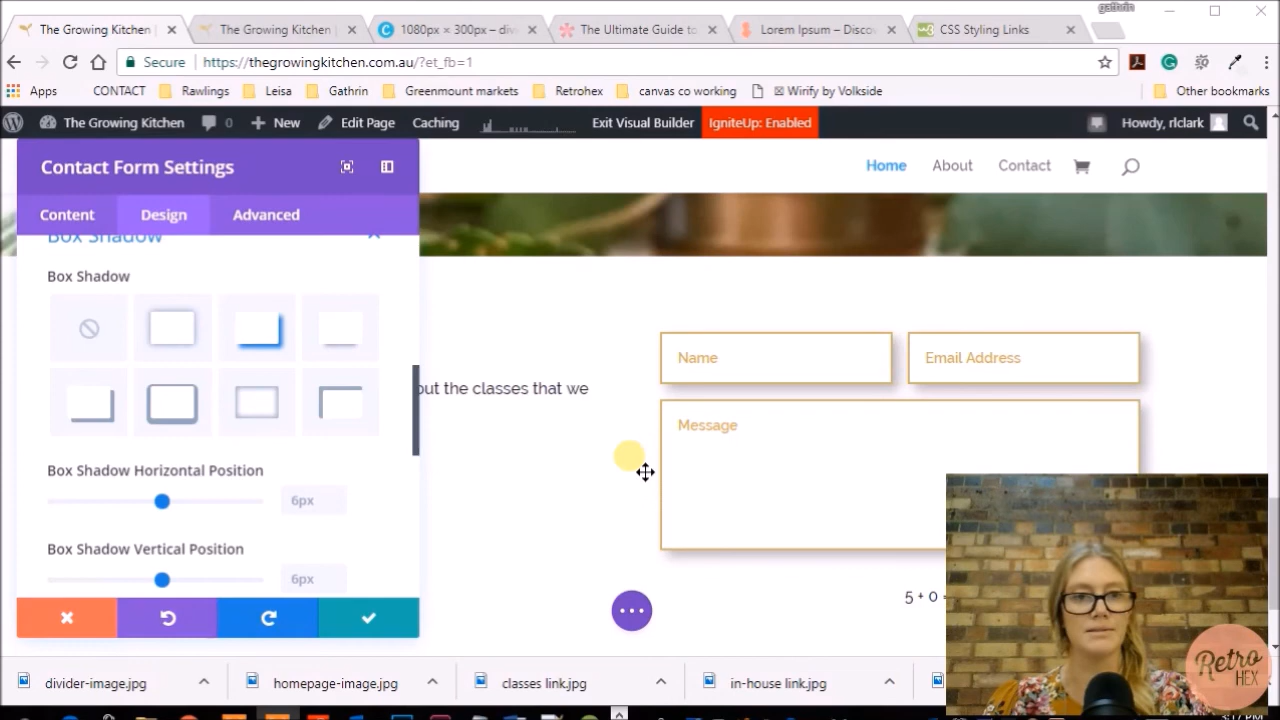 gathrin
The Growing Kitchen
The Growing Kitchen
1080px × 300px – div
The Ultimate Guide to
Lorem Ipsum – Disco
CSS Styling Links
Secure
https://thegrowingkitchen.com.au/?et_fb=1
Apps
CONTACT
Rawlings
Leisa
Gathrin
Greenmount markets
Retrohex
canvas co working
Wirify by Volkside
Other bookmarks
The Growing Kitchen
0
New
Edit Page
Caching
Exit Visual Builder
IgniteUp: Enabled
Howdy, rlclark
Contact Form Settings
Home
About
Contact
Content
Design
Advanced
Box Shadow
Box Shadow
Name
Email Address
out the classes that we
Message
Box Shadow Horizontal Position
6px
Box Shadow Vertical Position
6px
5 + 0 =
Retro
HEX
divider-image.jpg
homepage-image.jpg
classes link.jpg
in-house link.jpg
3:17 PM